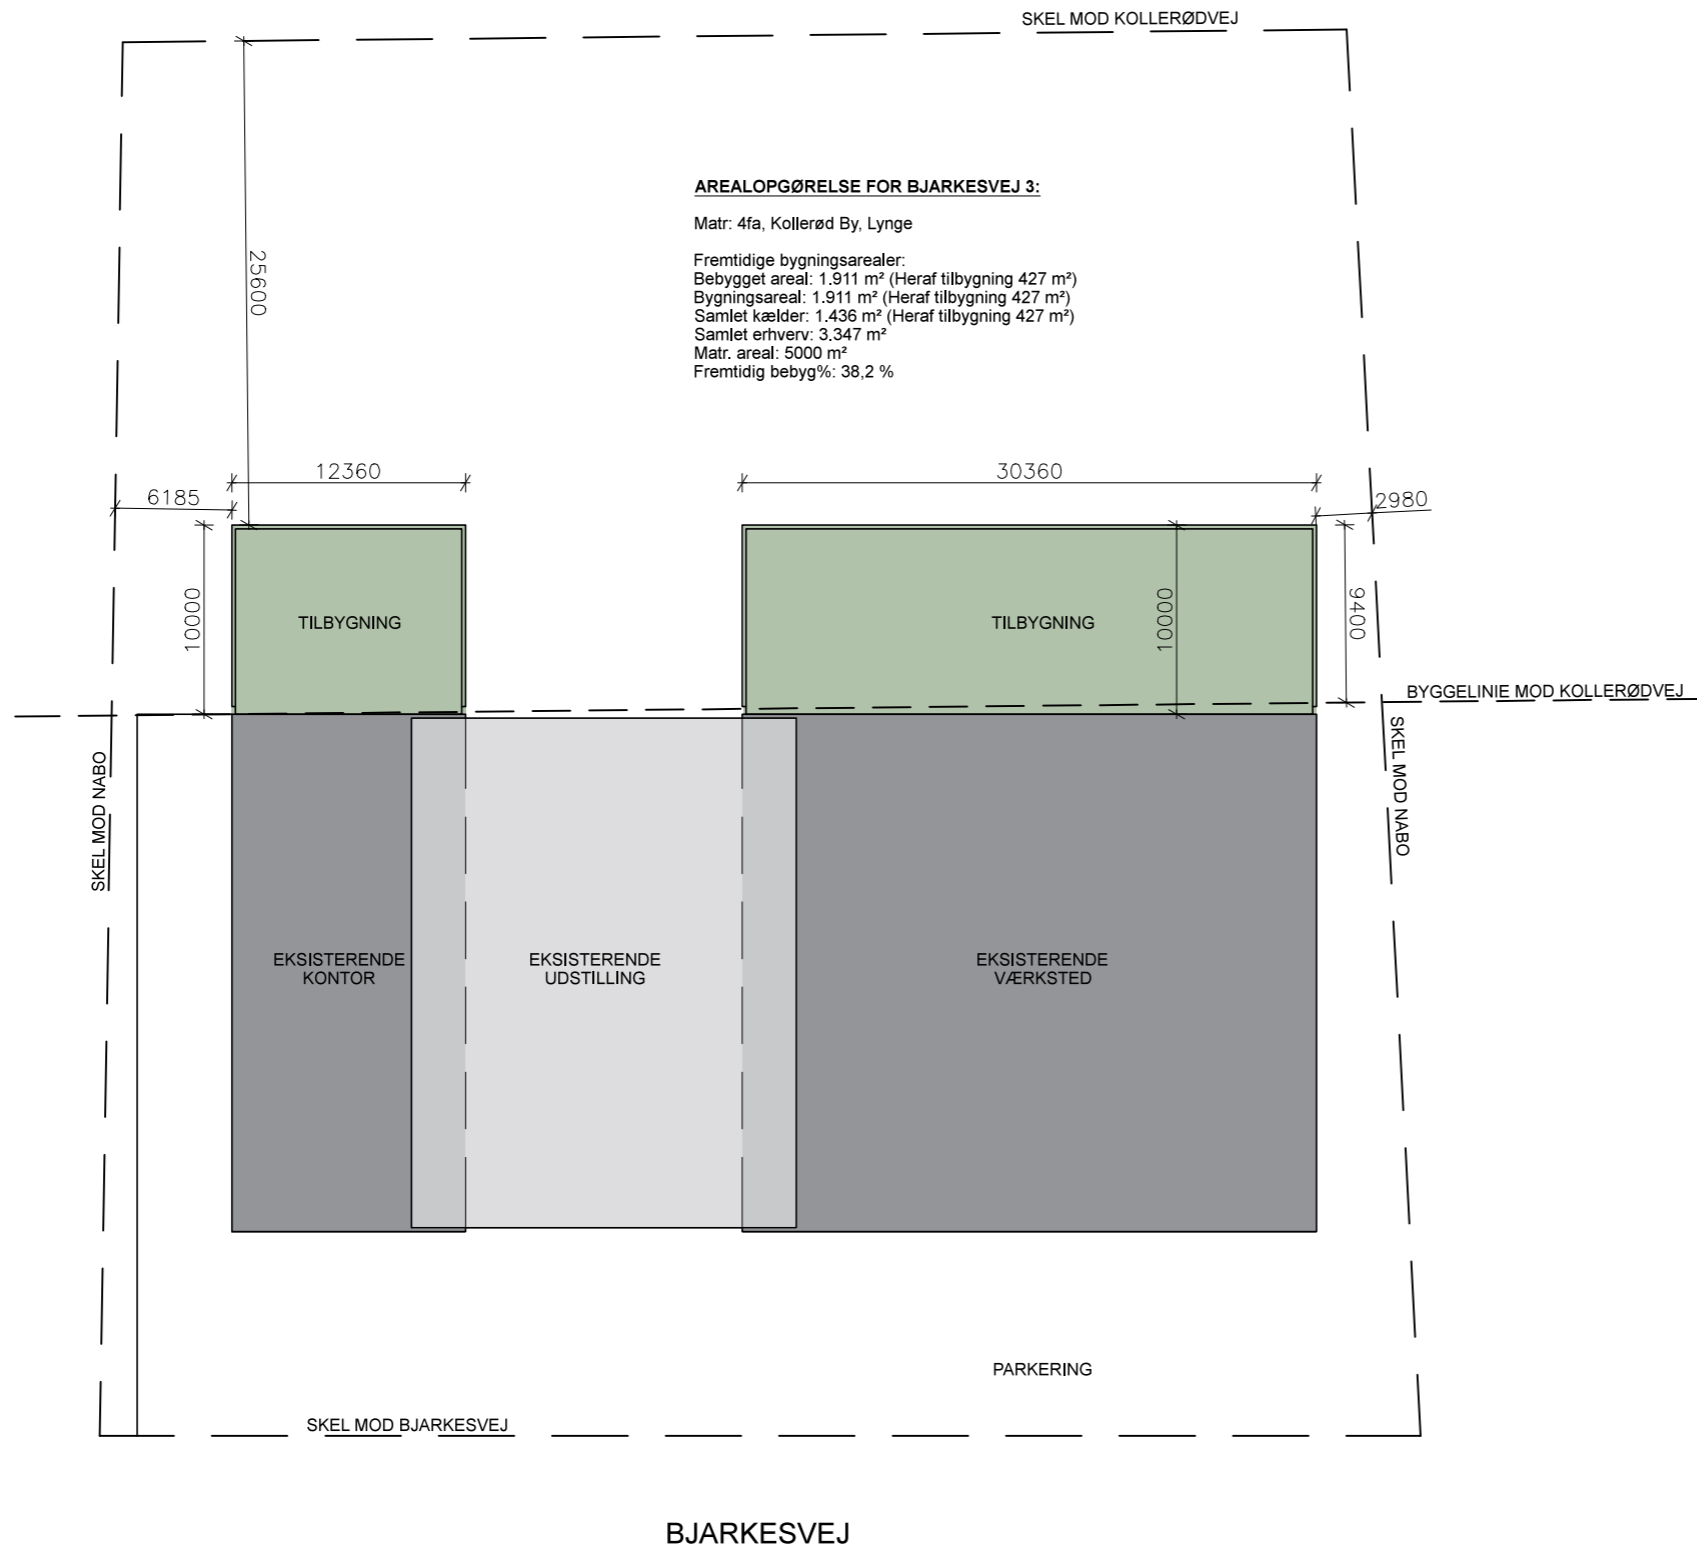 SKEL MOD KOLLERØDVEJ
AREALOPGØRELSE FOR BJARKESVEJ 3:
Matr: 4fa, Kollerød By, Lynge
Fremtidige bygningsarealer:
Bebygget areal: 1.911 m² (Heraf tilbygning 427 m²)
Bygningsareal: 1.911 m² (Heraf tilbygning 427 m²)
Samlet kælder: 1.436 m² (Heraf tilbygning 427 m²)
Samlet erhverv: 3.347 m²
Matr. areal: 5000 m²
Fremtidig bebyg%: 38,2 %
25600
12360
30360
6185
2980
10000
TILBYGNING
TILBYGNING
10000
9400
BYGGELINIE MOD KOLLERØDVEJ
SKEL MOD NABO
SKEL MOD NABO
EKSISTERENDE
KONTOR
EKSISTERENDE
UDSTILLING
EKSISTERENDE
VÆRKSTED
PARKERING
SKEL MOD BJARKESVEJ
BJARKESVEJ